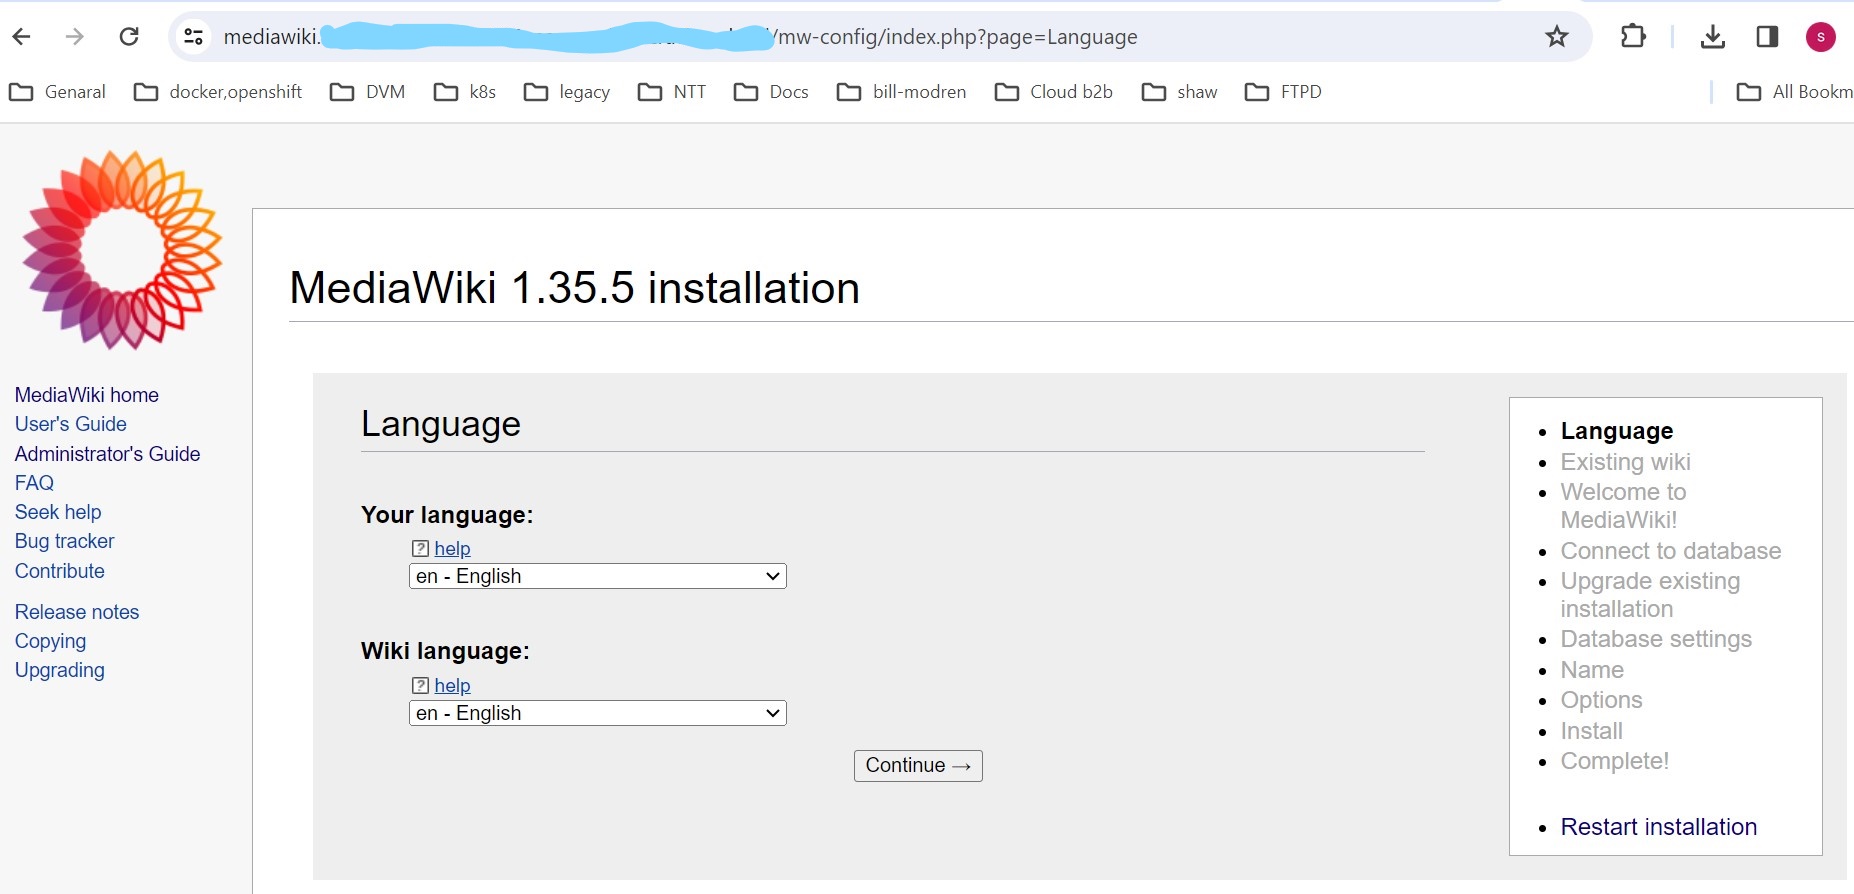 mediawiki.
/mw-config/index.php?page=Language
S
Genaral
docker,openshift
DVM
k8s
legacy
NTT
Docs
bill-modren
Cloud b2b
shaw
FTPD
All Bookm
MediaWiki home
User's Guide
Administrator's Guide
FAQ
Seek help
Bug tracker
Contribute
Release notes
Copying
Upgrading
MediaWiki 1.35.5 installation
Language
Your language:
? help
en - English
Wiki language:
? help
en - English
Continue →
Language
Existing wiki
Welcome to
MediaWiki!
Connect to database
Upgrade existing
installation
Database settings
Name
Options
Install
Complete!
Restart installation